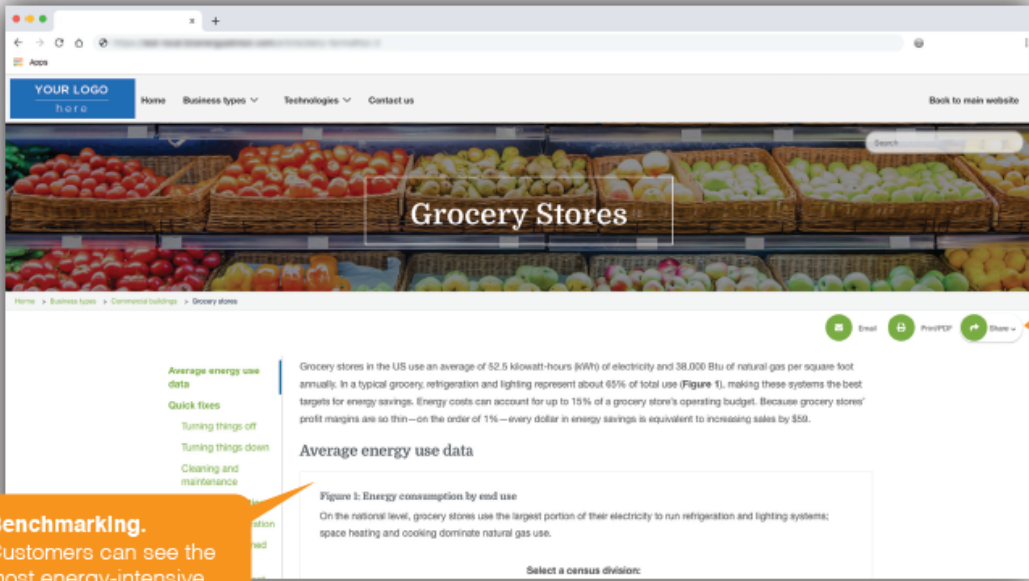 YOUR LOGO
here
Home Business types Technologies Contact us
Back to main website
Apps
Search
Grocery Stores
Home > Business types > Commercial buildings > Grocery stores
Email Print/PDF Share
Average energy use
data
Quick fixes
Turning things off
Turning things down
Cleaning and
maintenance
Grocery stores in the US use an average of 52.5 kilowatt-hours (kWh) of electricity and 38,000 Btu of natural gas per square foot
annually. In a typical grocery, refrigeration and lighting represent about 65% of total use (Figure 1), making these systems the best
targets for energy savings. Energy costs can account for up to 15% of a grocery store's operating budget. Because grocery stores'
profit margins are so thin—on the order of 1%—every dollar in energy savings is equivalent to increasing sales by $59.
Average energy use data
Figure 1: Energy consumption by end use
On the national level, grocery stores use the largest portion of their electricity to run refrigeration and lighting systems;
space heating and cooking dominate natural gas use.
Select a census division:
Benchmarking.
Customers can see the
most energy-intensive